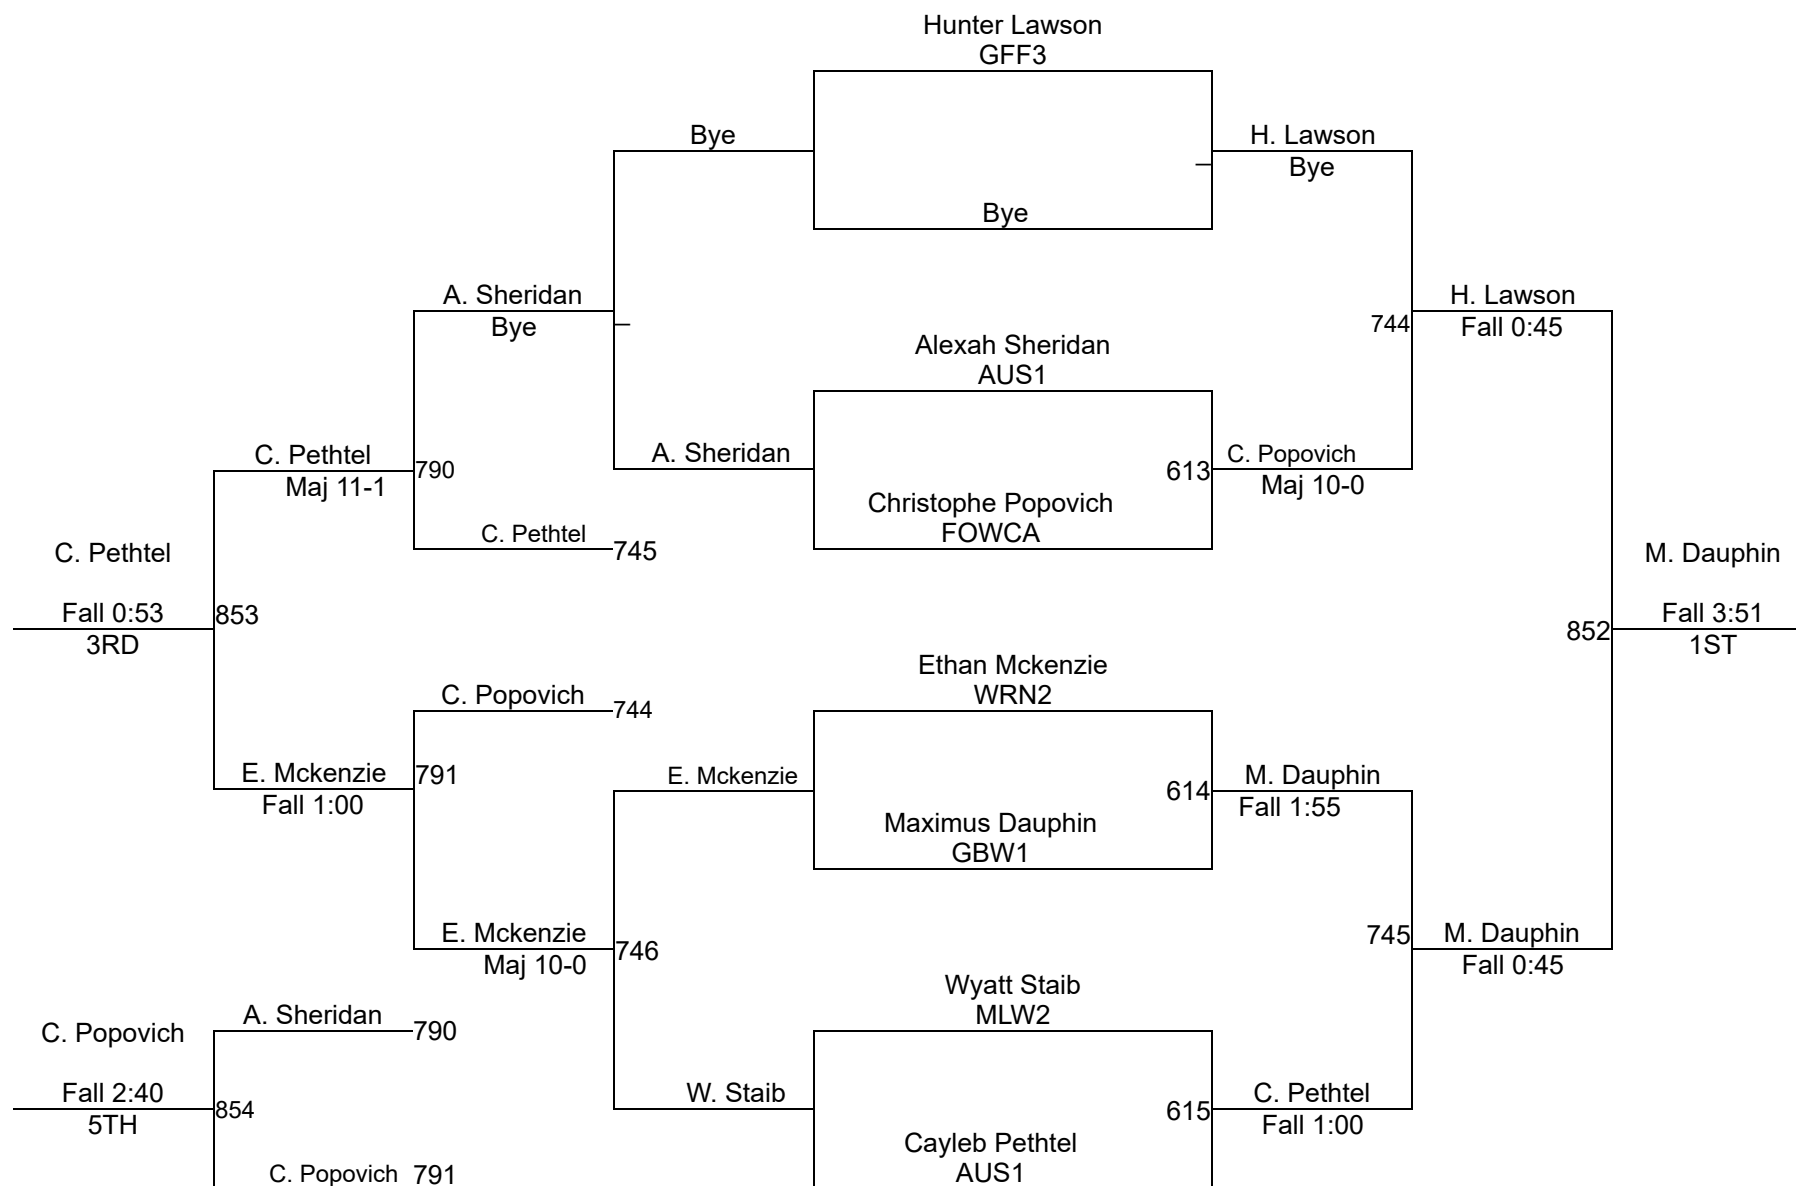 Hunter Lawson
GFF3
Bye
H. Lawson
Bye
Bye
A. Sheridan
Bye
H. Lawson
744
Fall 0:45
Alexah Sheridan
AUS1
C. Pethtel
790
Maj 11-1
A. Sheridan
613
C. Popovich
Maj 10-0
Christophe Popovich
FOWCA
C. Pethtel
745
C. Pethtel
M. Dauphin
Fall 0:53
853
3RD
852
Fall 3:51
1ST
Ethan Mckenzie
WRN2
C. Popovich
744
E. Mckenzie
791
Fall 1:00
E. Mckenzie
614
M. Dauphin
Fall 1:55
Maximus Dauphin
GBW1
E. Mckenzie
746
Maj 10-0
745
M. Dauphin
Fall 0:45
Wyatt Staib
MLW2
C. Popovich
A. Sheridan
790
Fall 2:40
854
5TH
W. Staib
615
C. Pethtel
Fall 1:00
Cayleb Pethtel
AUS1
C. Popovich
791